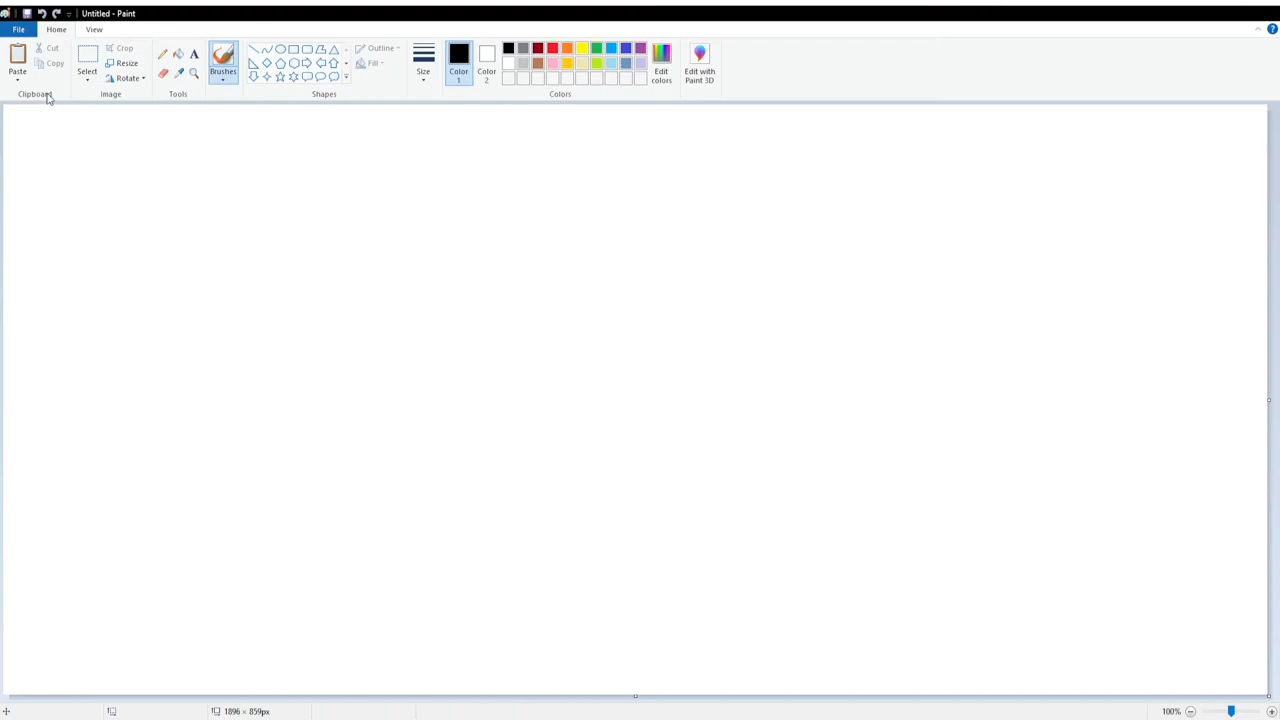 Untitled - Paint
File Home View
Cut Crop Outline
Copy Resize Fill
Paste Select Rotate Brushes Size Color 1 Color 2 Edit colors Edit with Paint 3D
Clipboard Image Tools Shapes Colors
1896 × 859px 100%